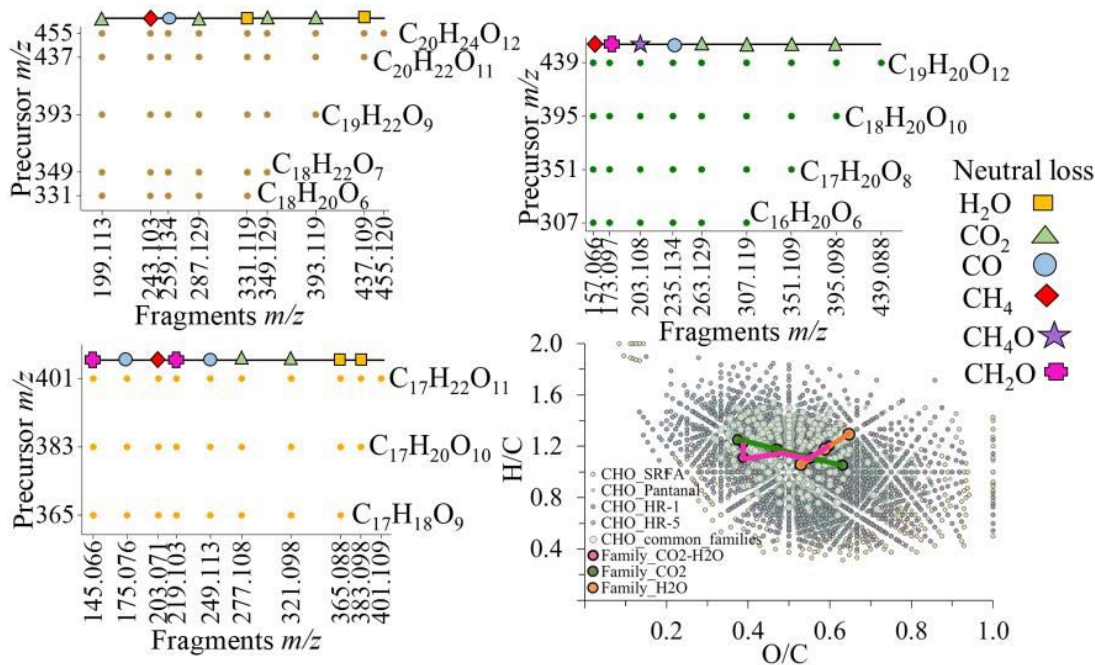 Precursor m/z
455
437
393
349
331
C20H24O12
C20H22O11
C19H22O9
C18H22O7
C18H20O6
199.113
243.103
259.134
287.129
331.119
349.129
393.119
437.109
455.120
Fragments m/z
Precursor m/z
439
395
351
307
C19H20O12
C18H20O10
C17H20O8
C16H20O6
157.066
173.097
203.108
235.134
263.129
307.119
351.109
395.098
439.088
Fragments m/z
Neutral loss
H2O
CO2
CO
CH4
CH4O
CH2O
Precursor m/z
401
383
365
C17H22O11
C17H20O10
C17H18O9
145.066
175.076
203.071
219.103
249.113
277.108
321.098
365.088
383.098
401.109
Fragments m/z
H/C
2.0
1.6
1.2
0.8
0.4
CHO_SRFA
CHO_Pantanal
CHO_HR-1
CHO_HR-5
CHO_common_families
Family_CO2-H2O
Family_CO2
Family_H2O
0.2
0.4
0.6
0.8
1.0
O/C